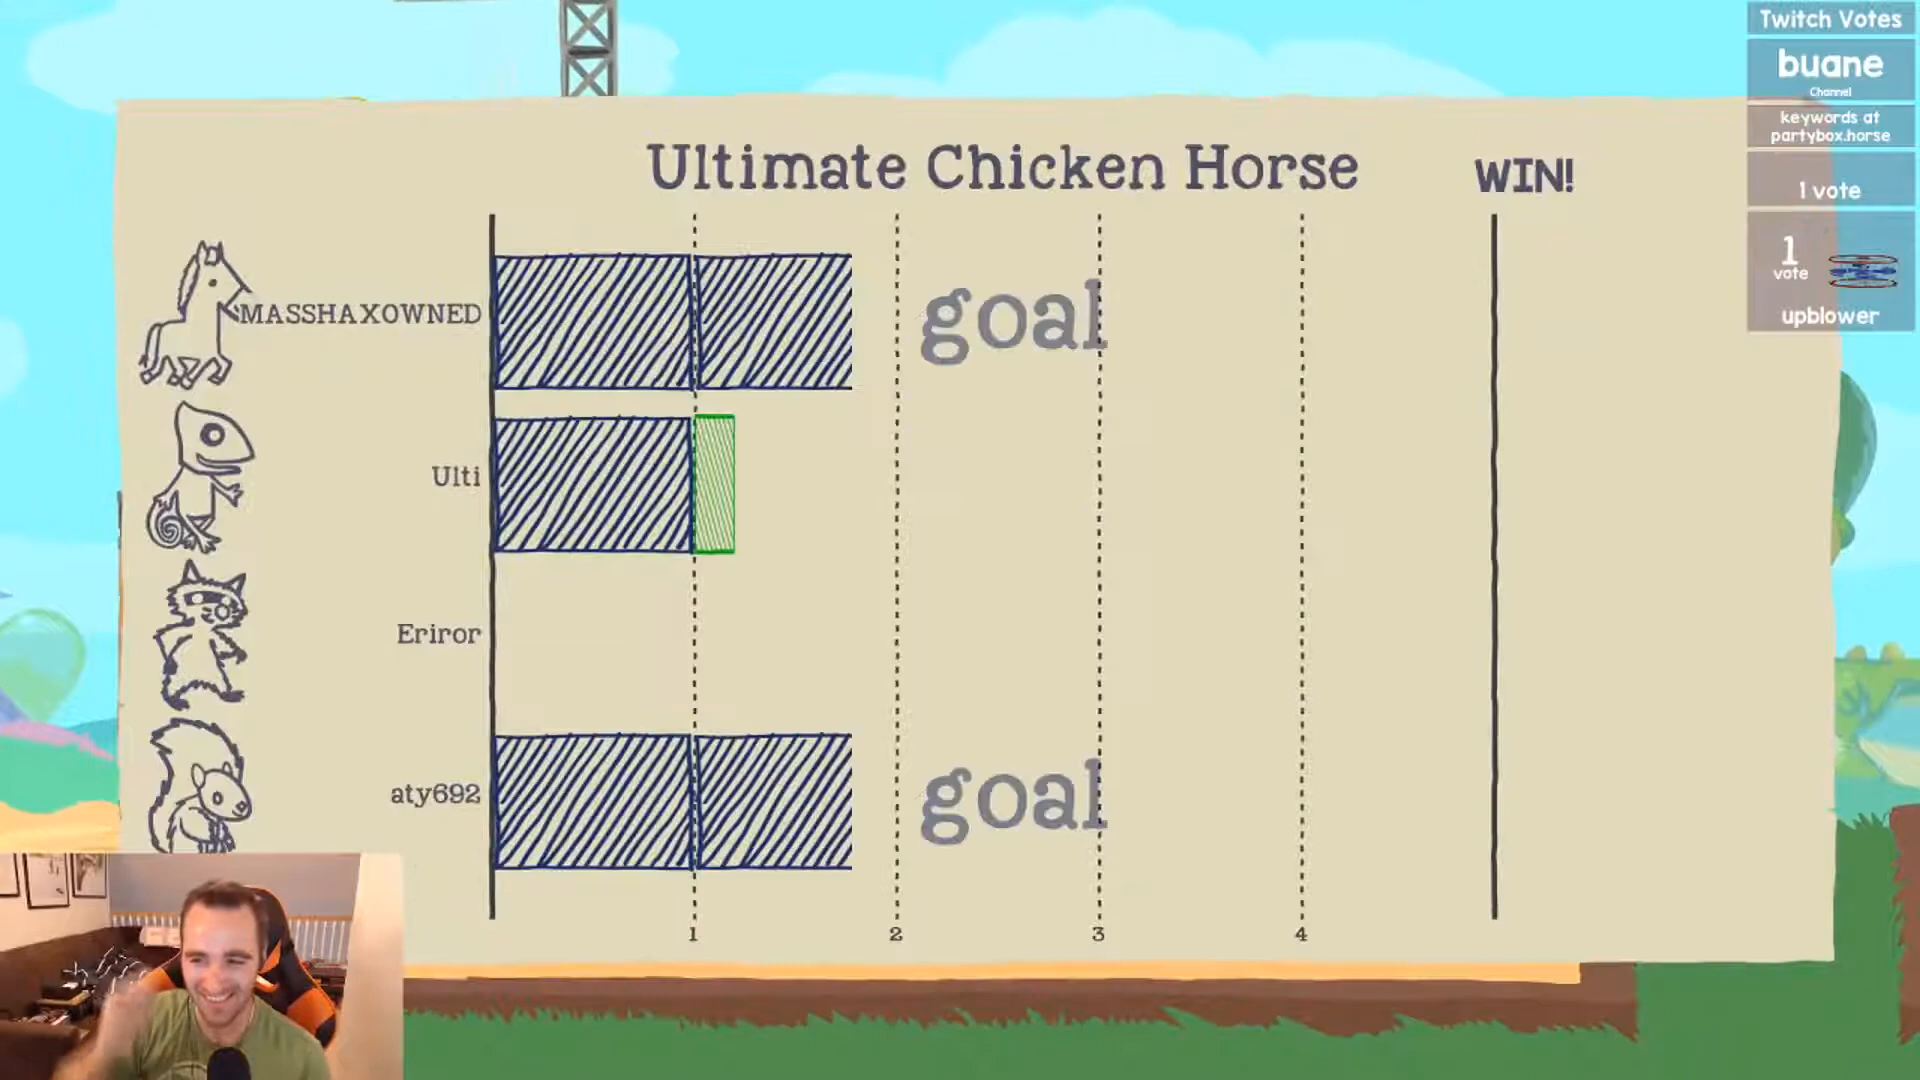 Twitch Votes
buane
Channel
keywords at
partybox.horse
1 vote
1
vote
upblower
Ultimate Chicken Horse
WIN!
MASSHAXOWNED
goal
Ulti
Eriror
aty692
goal
1
2
3
4